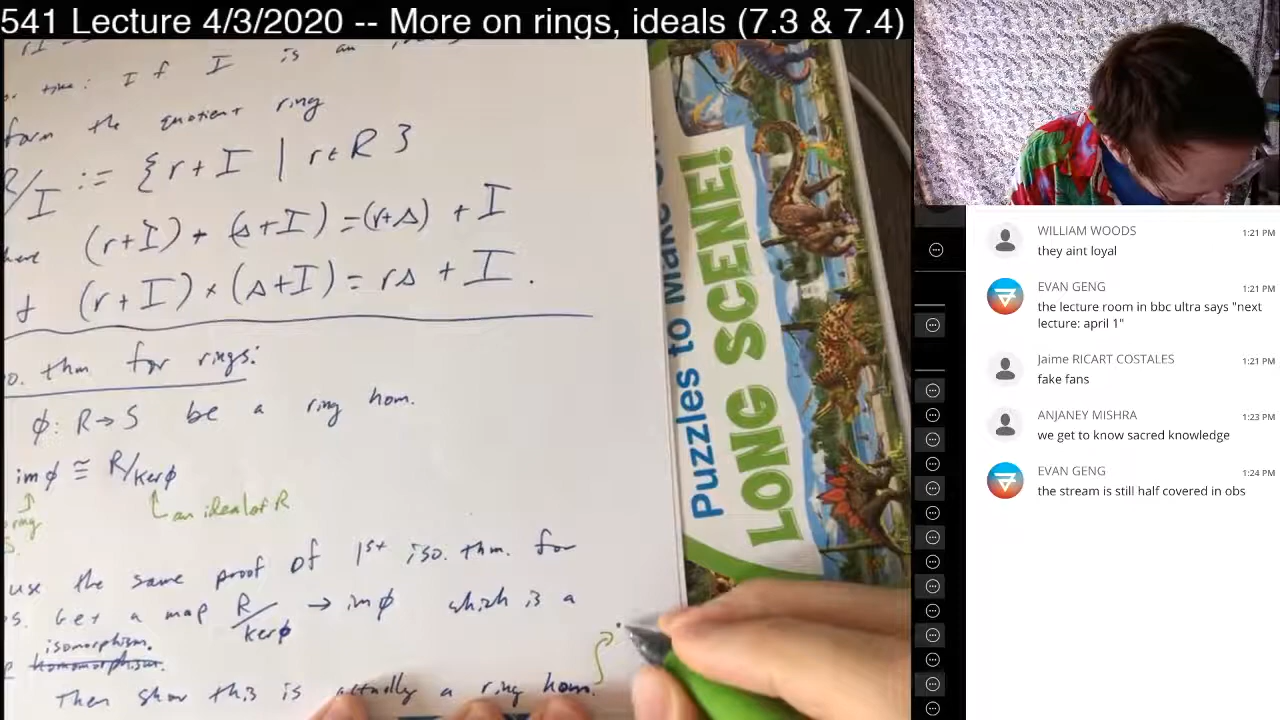 541 Lecture 4/3/2020 -- More on rings, ideals (7.3 & 7.4)
time: If I is an
form the quotient ring
R/I := {r+I | r∈R}
(r+I) + (s+I) = (r+s) + I
(r+I) × (s+I) = rs + I.
iso. thm for rings:
φ: R→S be a ring hom.
im φ ≅ R/ker φ
an ideal of R
use the same proof of 1st iso. thm. for
Get a map R/kerφ → im φ which is a
isomorphism.
homomorphism.
Then show this is actually a ring hom.
Puzzles to Make
LONG SCENE!
WILLIAM WOODS 1:21 PM
they aint loyal
EVAN GENG 1:21 PM
the lecture room in bbc ultra says "next
lecture: april 1"
Jaime RICART COSTALES 1:21 PM
fake fans
ANJANEY MISHRA 1:23 PM
we get to know sacred knowledge
EVAN GENG 1:24 PM
the stream is still half covered in obs